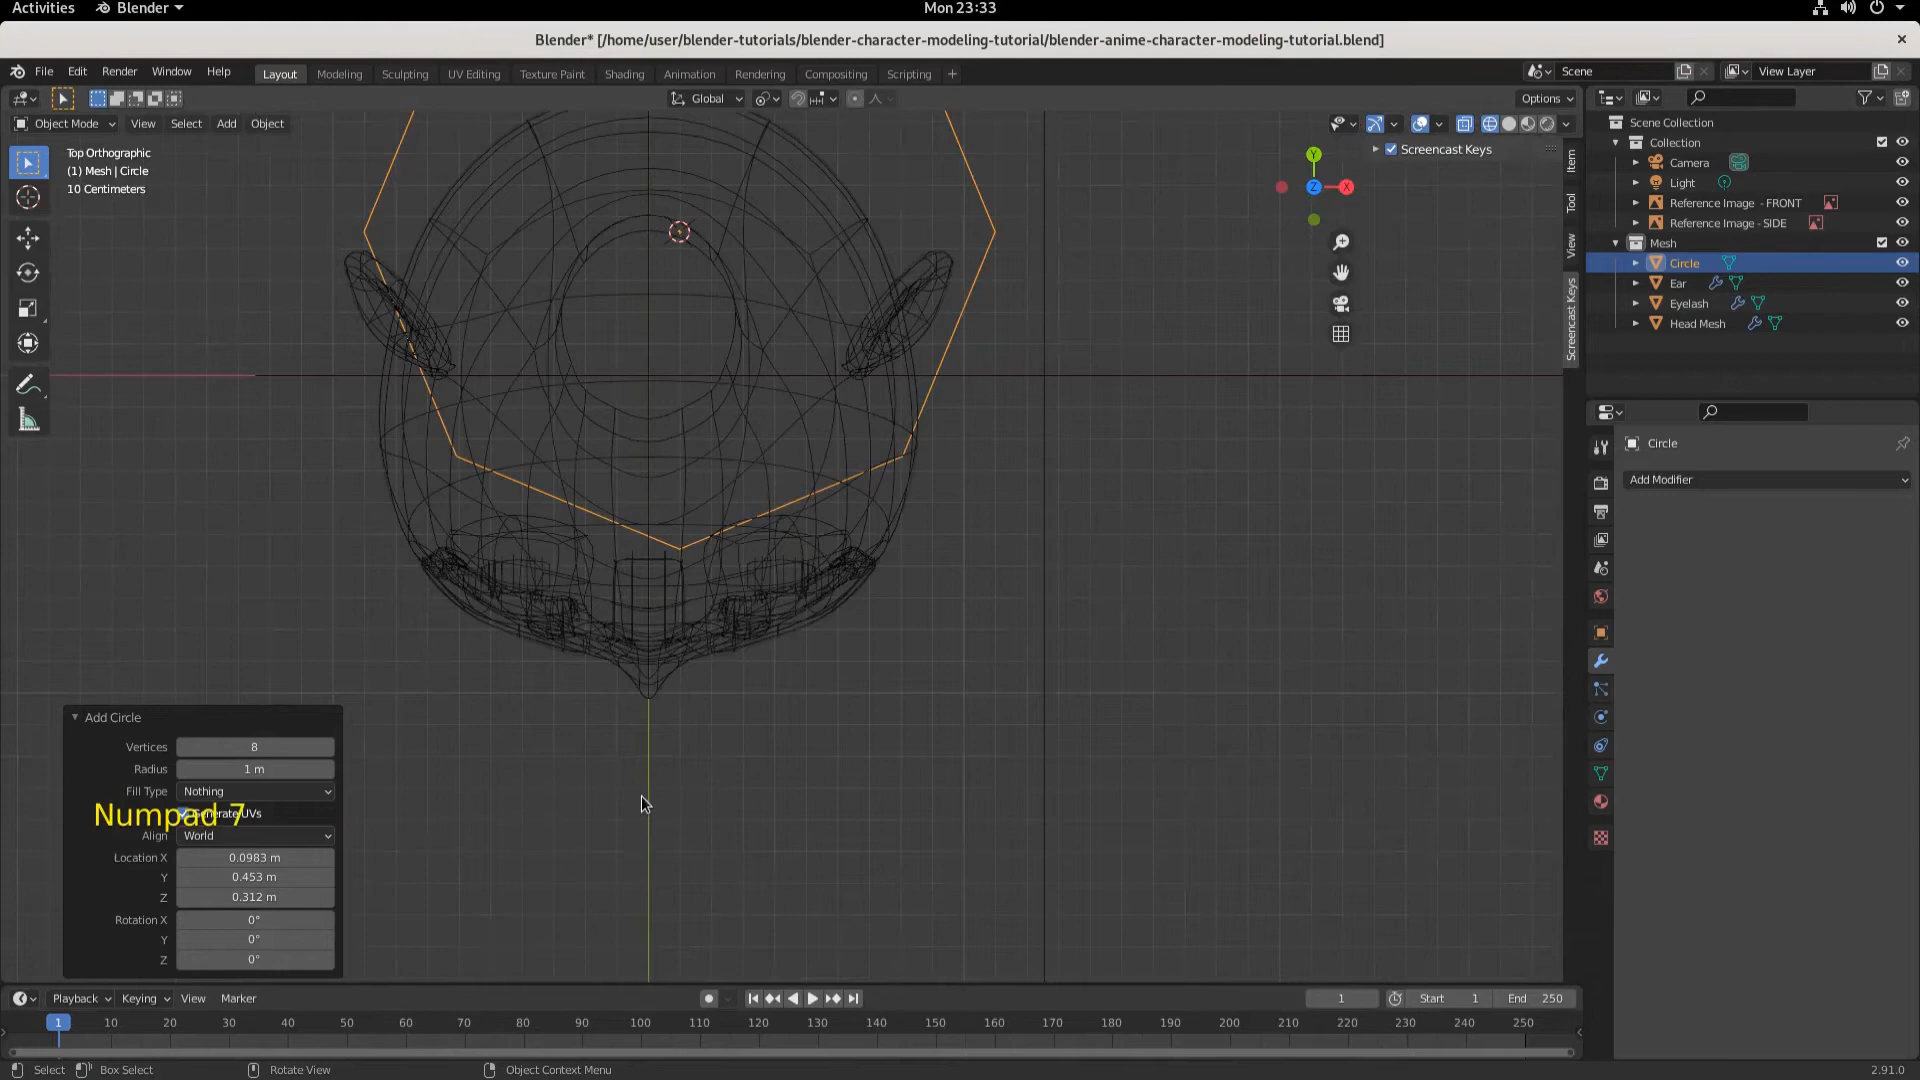 Activities Blender Mon 23:33
Blender* [/home/user/blender-tutorials/blender-character-modeling-tutorial/blender-anime-character-modeling-tutorial.blend]
File Edit Render Window Help Layout Modeling Sculpting UV Editing Texture Paint Shading Animation Rendering Compositing Scripting Scene View Layer
Global Options
Object Mode View Select Add Object
Top Orthographic
(1) Mesh | Circle
10 Centimeters
Screencast Keys
Item
Tool
View
Screencast Keys
Y
Z
X
Scene Collection
Collection
Camera
Light
Reference Image - FRONT
Reference Image - SIDE
Mesh
Circle
Ear
Eyelash
Head Mesh
Circle
Add Modifier
Add Circle
Vertices 8
Radius 1 m
Fill Type Nothing
Numpad 7
Align World
Location X 0.0983 m
Y 0.453 m
Z 0.312 m
Rotation X 0°
Y 0°
Z 0°
Playback Keying View Marker 1 Start 1 End 250
1 10 20 30 40 50 60 70 80 90 100 110 120 130 140 150 160 170 180 190 200 210 220 230 240 250
Select Box Select Rotate View Object Context Menu 2.91.0